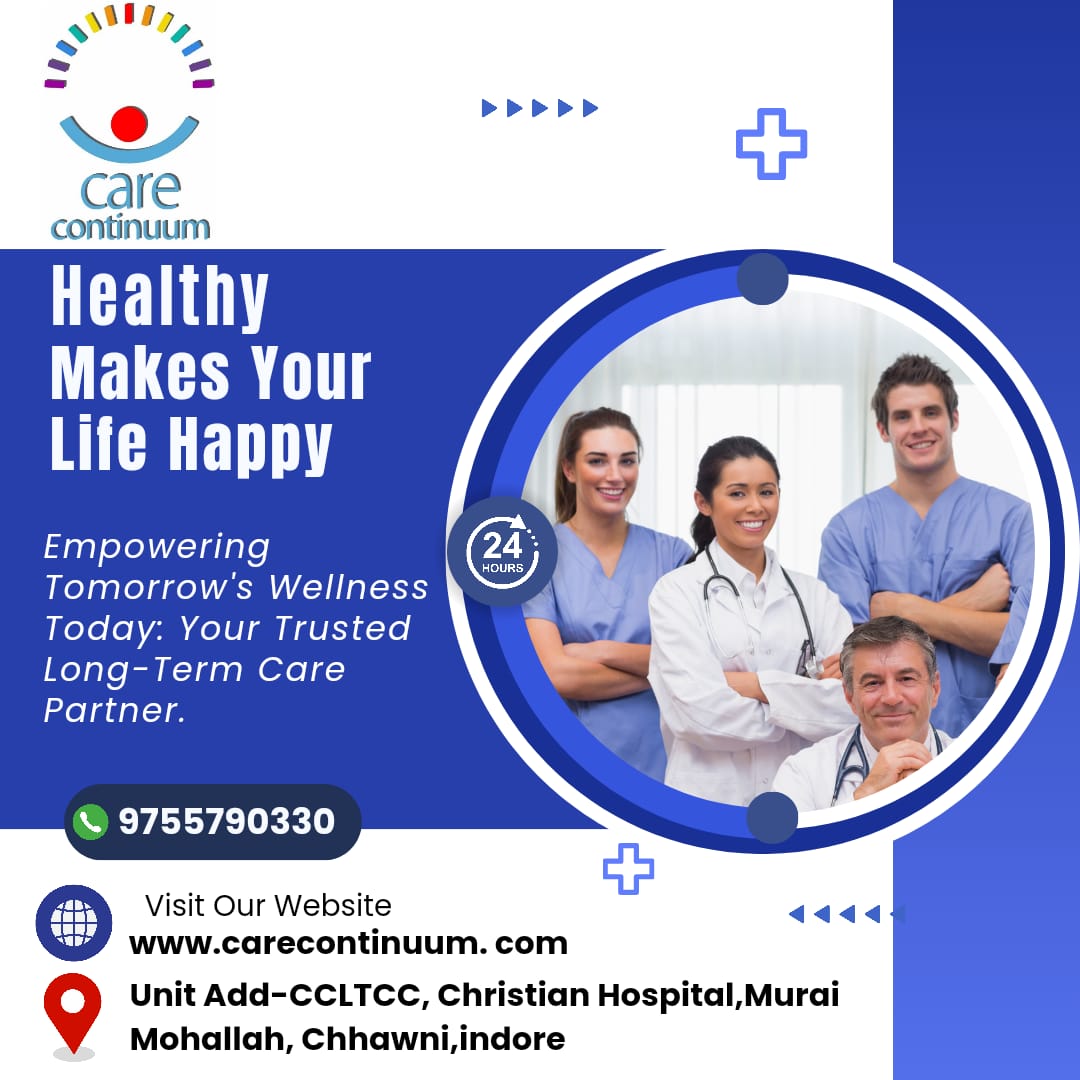 care
continuum
Healthy
Makes Your
Life Happy
Empowering
Tomorrow's Wellness
Today: Your Trusted
Long-Term Care
Partner.
24
HOURS
9755790330
Visit Our Website
www.carecontinuum. com
Unit Add-CCLTCC, Christian Hospital,Murai
Mohallah, Chhawni,indore